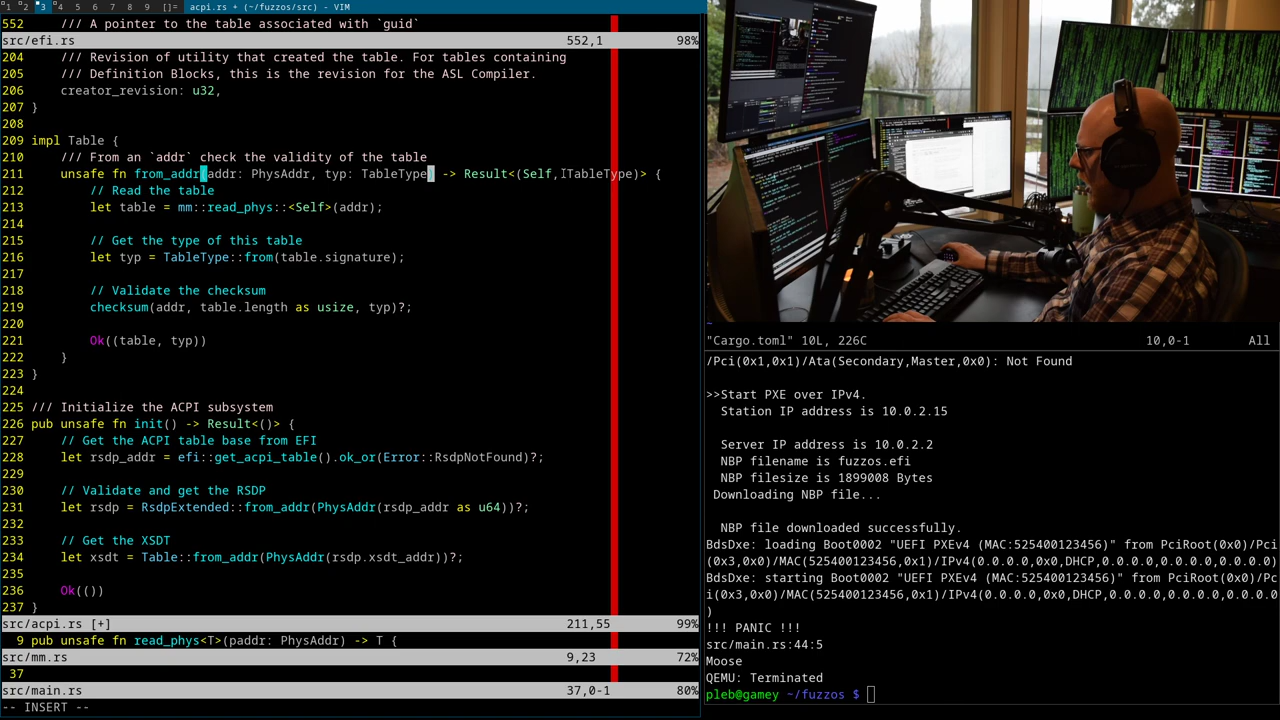 1 2 3 4 5 6 7 8 9 []= acpi.rs + (~/fuzzos/src) - VIM
552     /// A pointer to the table associated with `guid`
src/efi.rs 552,1 98%
204     /// Revision of utility that created the table. For tables containing
205     /// Definition Blocks, this is the revision for the ASL Compiler.
206     creator_revision: u32,
207 }
208
209 impl Table {
210     /// From an `addr` check the validity of the table
211     unsafe fn from_addr(addr: PhysAddr, typ: TableType) -> Result<(Self, TableType)> {
212         // Read the table
213         let table = mm::read_phys::<Self>(addr);
214
215         // Get the type of this table
216         let typ = TableType::from(table.signature);
217
218         // Validate the checksum
219         checksum(addr, table.length as usize, typ)?;
220
221         Ok((table, typ))
222     }
223 }
224
225 /// Initialize the ACPI subsystem
226 pub unsafe fn init() -> Result<()> {
227     // Get the ACPI table base from EFI
228     let rsdp_addr = efi::get_acpi_table().ok_or(Error::RsdpNotFound)?;
229
230     // Validate and get the RSDP
231     let rsdp = RsdpExtended::from_addr(PhysAddr(rsdp_addr as u64))?;
232
233     // Get the XSDT
234     let xsdt = Table::from_addr(PhysAddr(rsdp.xsdt_addr))?;
235
236     Ok(())
237 }
src/acpi.rs [+] 211,55 99%
9 pub unsafe fn read_phys<T>(paddr: PhysAddr) -> T {
src/mm.rs 9,23 72%
37
src/main.rs 37,0-1 80%
-- INSERT --
~
"Cargo.toml" 10L, 226C 10,0-1 All
/Pci(0x1,0x1)/Ata(Secondary,Master,0x0): Not Found
>>Start PXE over IPv4.
  Station IP address is 10.0.2.15
  Server IP address is 10.0.2.2
  NBP filename is fuzzos.efi
  NBP filesize is 1899008 Bytes
 Downloading NBP file...
  NBP file downloaded successfully.
BdsDxe: loading Boot0002 "UEFI PXEv4 (MAC:525400123456)" from PciRoot(0x0)/Pci
(0x3,0x0)/MAC(525400123456,0x1)/IPv4(0.0.0.0,0x0,DHCP,0.0.0.0,0.0.0.0,0.0.0.0)
BdsDxe: starting Boot0002 "UEFI PXEv4 (MAC:525400123456)" from PciRoot(0x0)/Pc
i(0x3,0x0)/MAC(525400123456,0x1)/IPv4(0.0.0.0,0x0,DHCP,0.0.0.0,0.0.0.0,0.0.0.0
)
!!! PANIC !!!
src/main.rs:44:5
Moose
QEMU: Terminated
pleb@gamey ~/fuzzos $